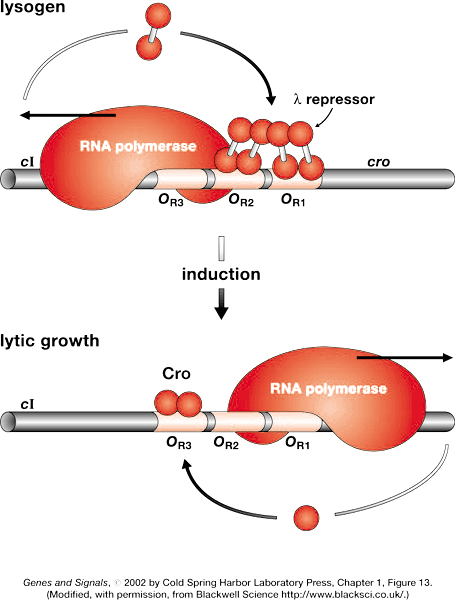 lysogen
λ repressor
RNA polymerase
cI
cro
OR3
OR2
OR1
induction
lytic growth
Cro
RNA polymerase
cI
OR3
OR2
OR1
Genes and Signals, © 2002 by Cold Spring Harbor Laboratory Press, Chapter 1, Figure 13.
(Modified, with permission, from Blackwell Science http://www.blacksci.co.uk/.)